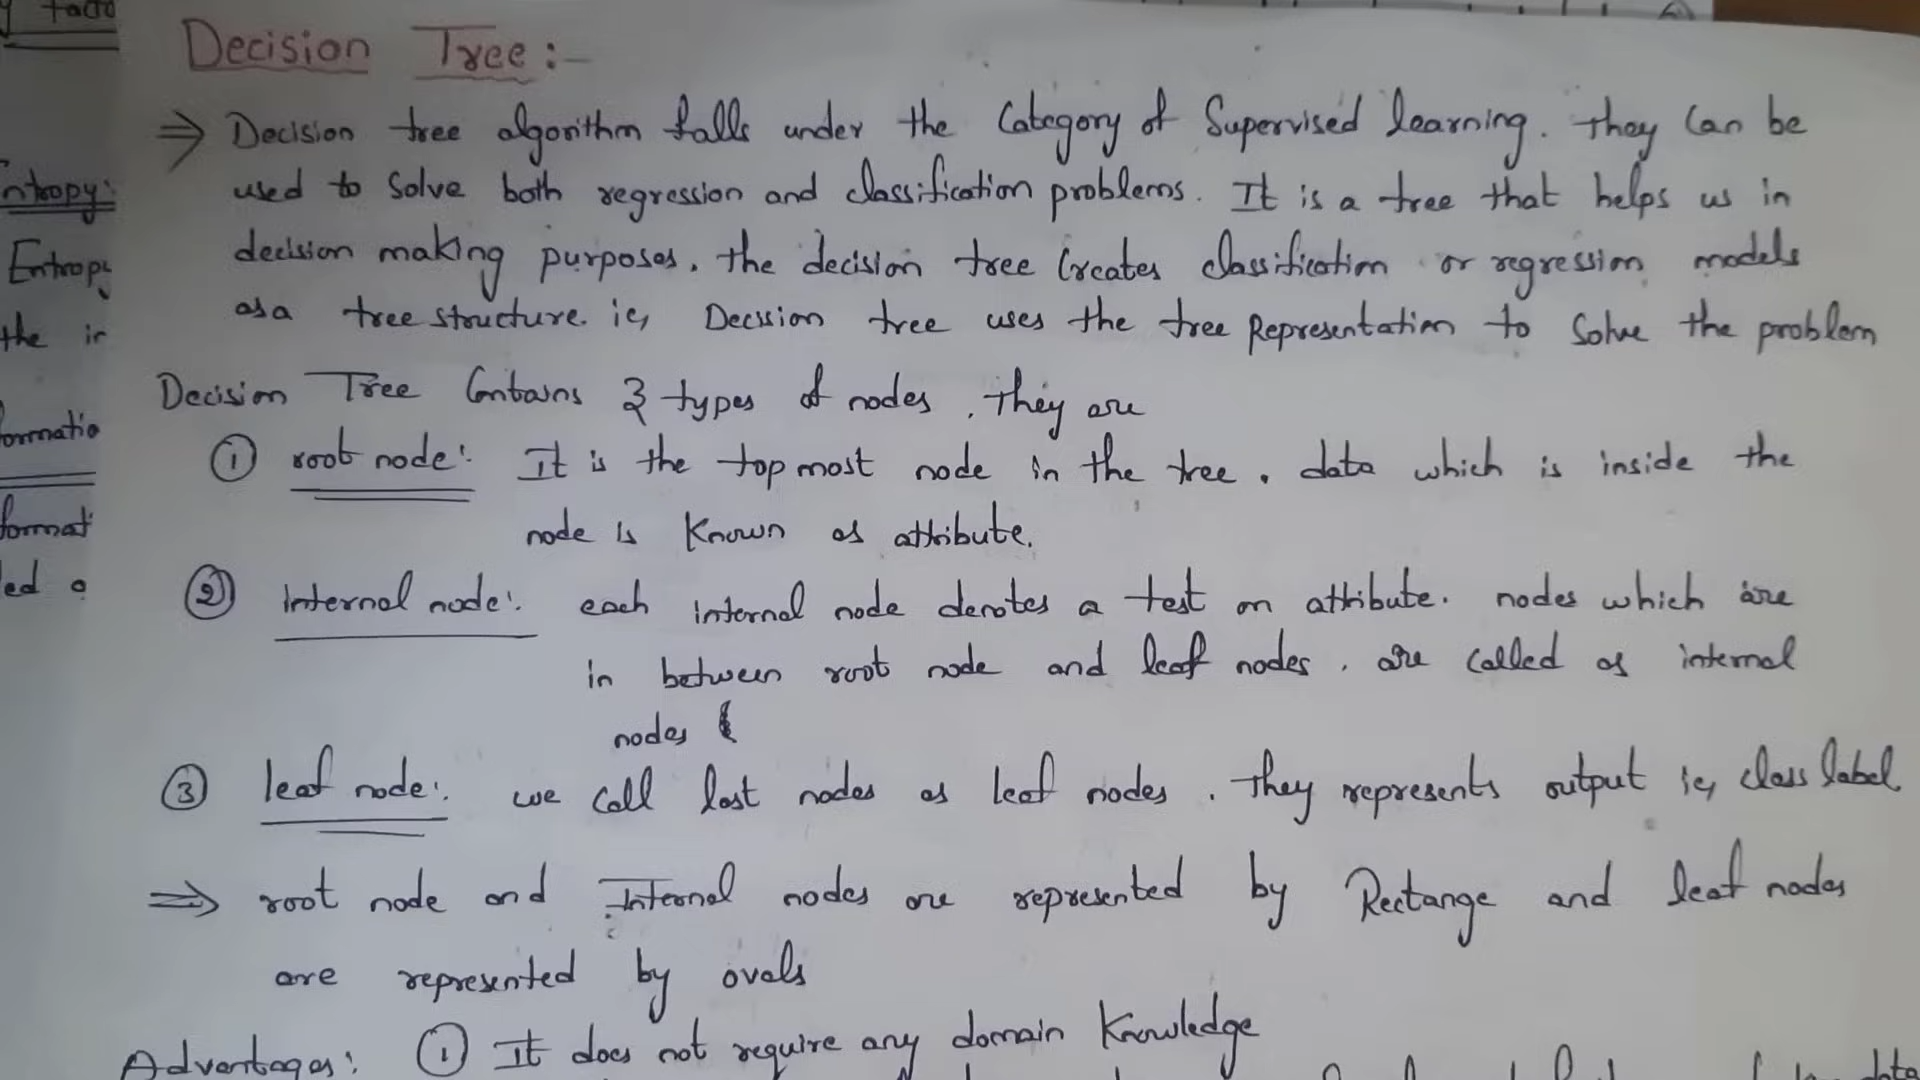 Decision Tree :-
⇒ Decision tree algorithm falls under the Category of Supervised learning. They can be
used to solve both regression and classification problems. It is a tree that helps us in
decision making purposes. the decision tree Creates classification or regression models
as a tree structure. ie, Decision tree uses the tree Representation to Solve the problem
Decision Tree Contains 3 types of nodes. They are
① root node: It is the top most node in the tree. data which is inside the
node is Known as attribute.
② internal node: each internal node denotes a test on attribute. nodes which are
in between root node and leaf nodes. are called as internal
nodes
③ leaf node: we call last nodes as leaf nodes. They represents output ie, class label
⇒ root node and Internal nodes are represented by Rectange and leaf nodes
are represented by ovals
Advantages: ① It does not require any domain Knowledge
ntropy:
Entropy
the in
ormatio
format
led a
data